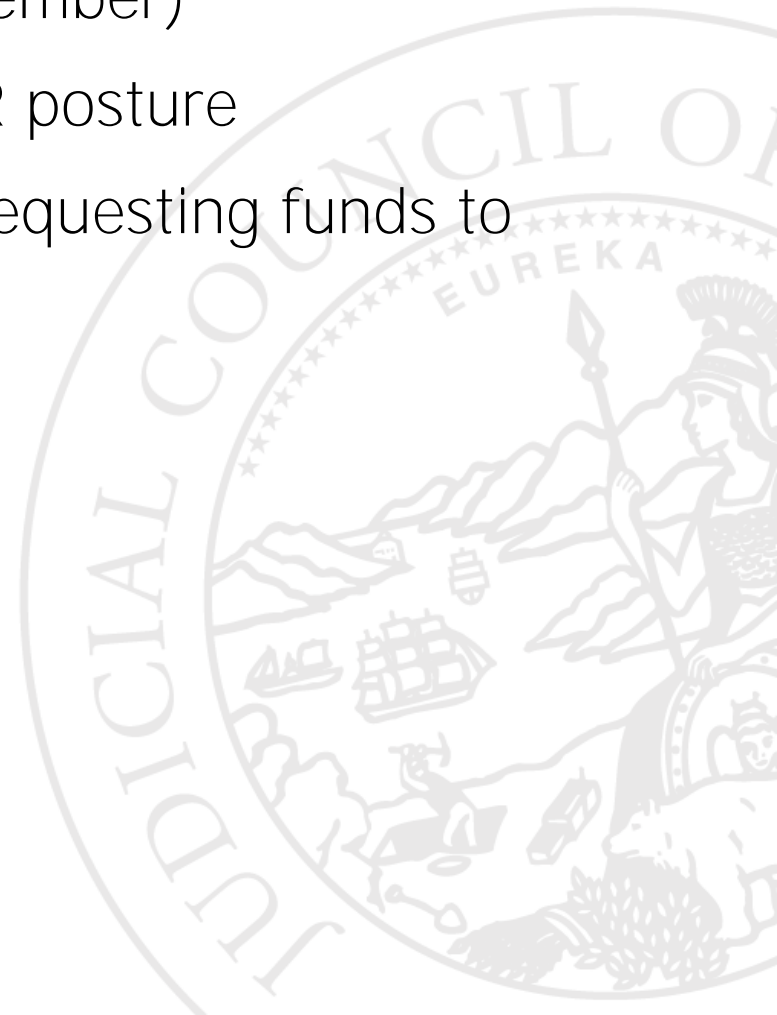 ember)
R posture
equesting funds to
JUDICIAL COUNCIL OF
EUREKA